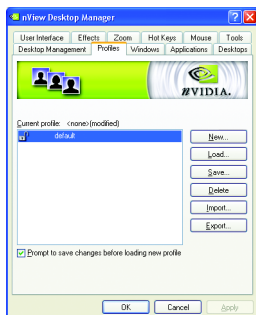 nView Desktop Manager
User Interface Effects Zoom Hot Keys Mouse Tools
Desktop Management Profiles Windows Applications Desktops
NVIDIA.
Current profile: <none>(modified)
default
New...
Load...
Save...
Delete
Import...
Export...
Prompt to save changes before loading new profile
OK Cancel Apply